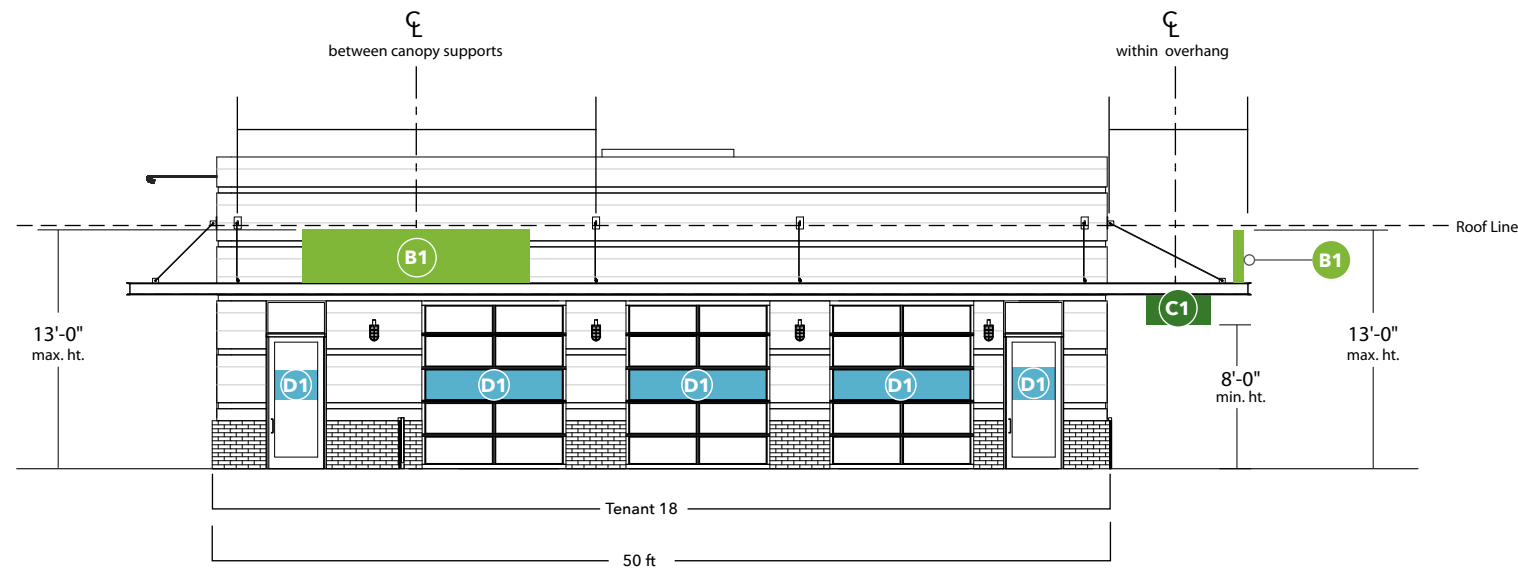 ℄
between canopy supports
℄
within overhang
Roof Line
B1
B1
C1
13'-0"
max. ht.
13'-0"
max. ht.
8'-0"
min. ht.
D1
D1
D1
D1
D1
Tenant 18
50 ft